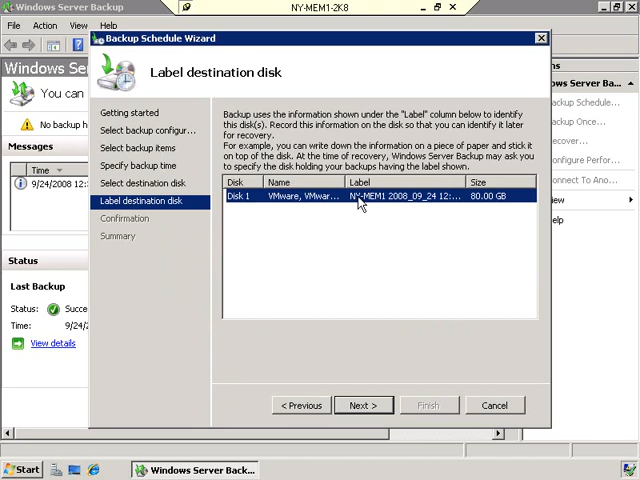 Windows Server Backup
NY-MEM1-2K8
File Action View
Windows Serv
You can
No backup h
Messages
Time
9/24/2008 12
Status
Last Backup
Status: Succe
Time: 9/24/
View details
Backup Schedule Wizard
Label destination disk
Getting started
Select backup configur...
Select backup items
Specify backup time
Select destination disk
Label destination disk
Confirmation
Summary
Backup uses the information shown under the "Label" column below to identify
this disk(s). Record this information on the disk so that you can identify it later
for recovery.
For example, you can write down the information on a piece of paper and stick it
on top of the disk. At the time of recovery, Windows Server Backup may ask you
to specify the disk holding your backups having the label shown.
Disk Name Label Size
Disk 1 VMware, VMwar... NY-MEM1 2008_09_24 12:... 80.00 GB
< Previous Next > Finish Cancel
ns
ows Server Bac...
ackup Schedule...
ackup Once...
ecover...
onfigure Perfor...
onnect To Ano...
ew
elp
Start
Windows Server Back...